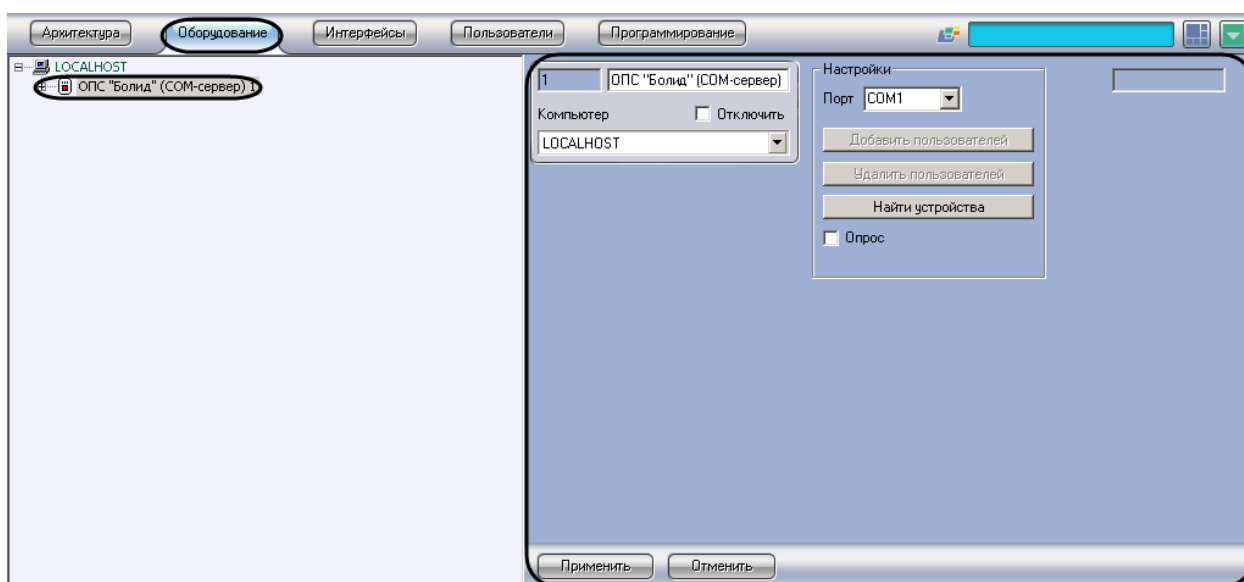 Архитектура Оборудование Интерфейсы Пользователи Программирование
LOCALHOST
ОПС "Болид" (COM-сервер) 1
1 ОПС "Болид" (COM-сервер)
Компьютер Отключить
LOCALHOST
Настройки
Порт COM1
Добавить пользователей
Удалить пользователей
Найти устройства
Опрос
Применить Отменить